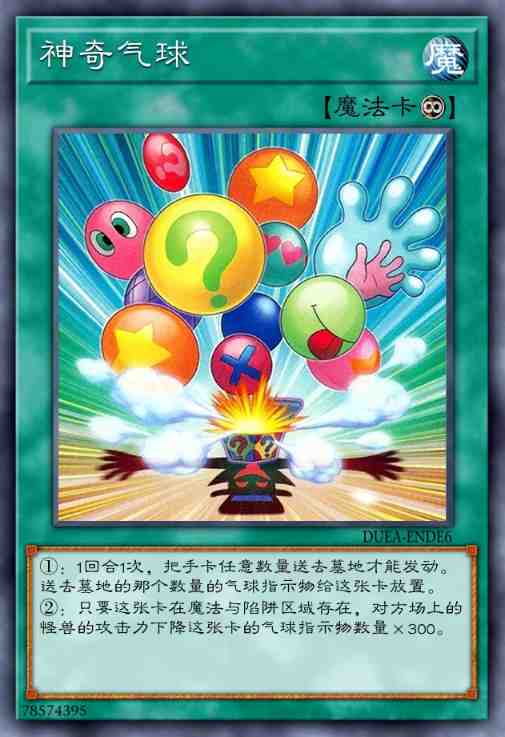 神奇气球
魔
【魔法卡】
DUEA-ENDE6
①：1回合1次，把手卡任意数量送去墓地才能发动。
送去墓地的那个数量的气球指示物给这张卡放置。
②：只要这张卡在魔法与陷阱区域存在，对方场上的
怪兽的攻击力下降这张卡的气球指示物数量×300。
78574395